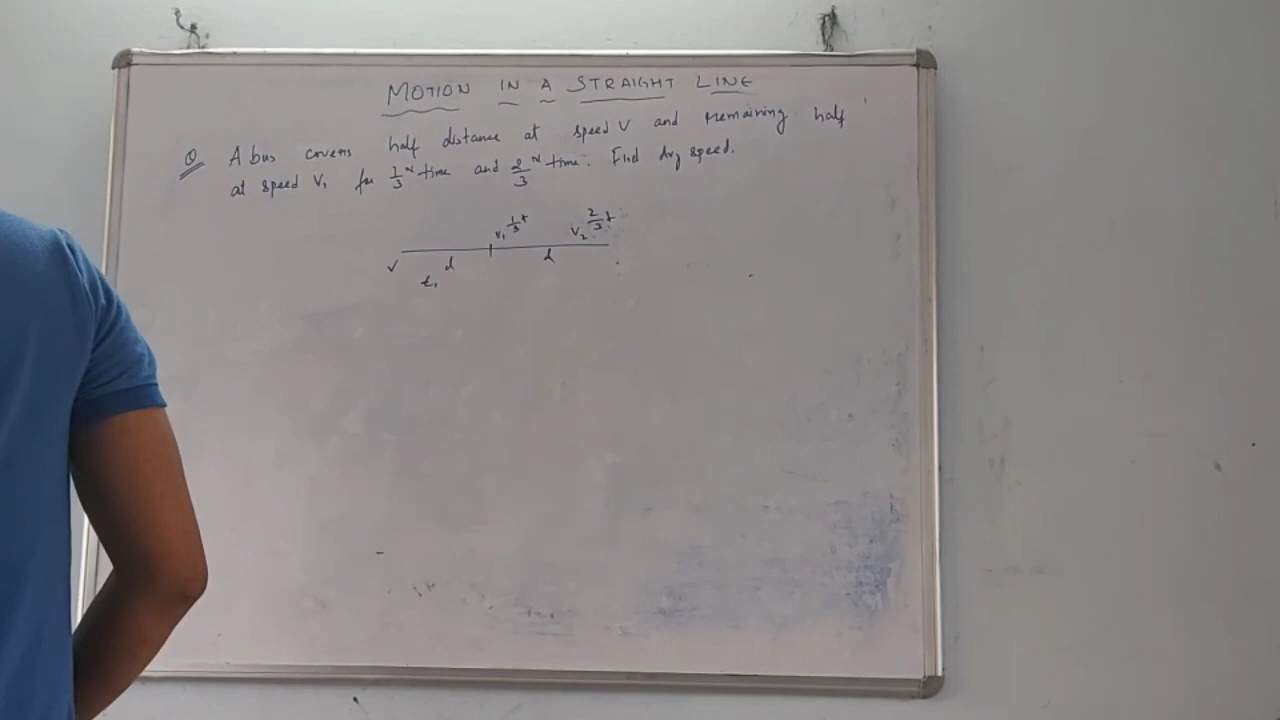 MOTION IN A STRAIGHT LINE
Q A bus covers half distance at speed V and remaining half
at speed V₁ for 1/3 rd time and 2/3 rd time. Find Avg speed.
V₁ 1/3 t V₂ 2/3 t
V d d
t₁